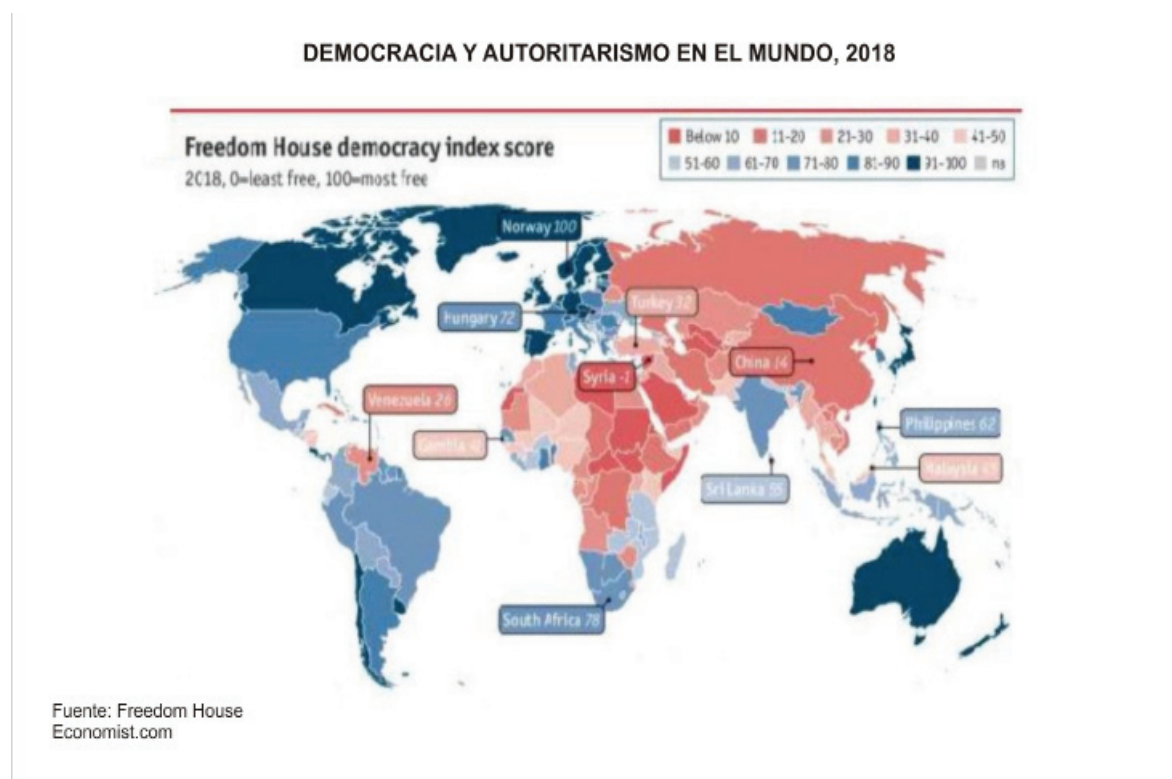 DEMOCRACIA Y AUTORITARISMO EN EL MUNDO, 2018
Freedom House democracy index score
2018, 0=least free, 100=most free
Below 10 11-20 21-30 31-40 41-50
51-60 61-70 71-80 81-90 91-100 ns
Norway 100
Turkey 32
Hungary 72
China 14
Syria -1
Venezuela 26
Philippines 62
Gambia 41
Malaysia
Sri Lanka 55
South Africa 78
Fuente: Freedom House
Economist.com